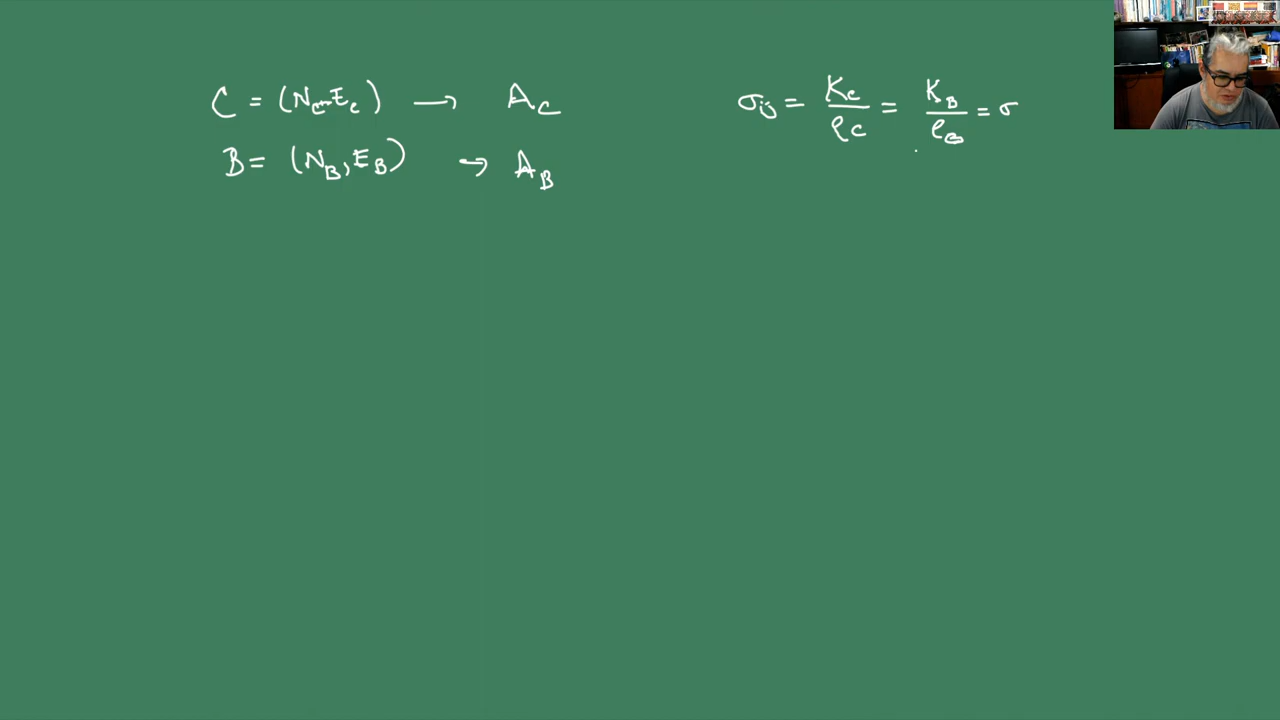 C = (N_C, E_C) → A_C
B = (N_B, E_B) → A_B
σ_ij = K_C / ρ_C = K_B / ρ_B = σ